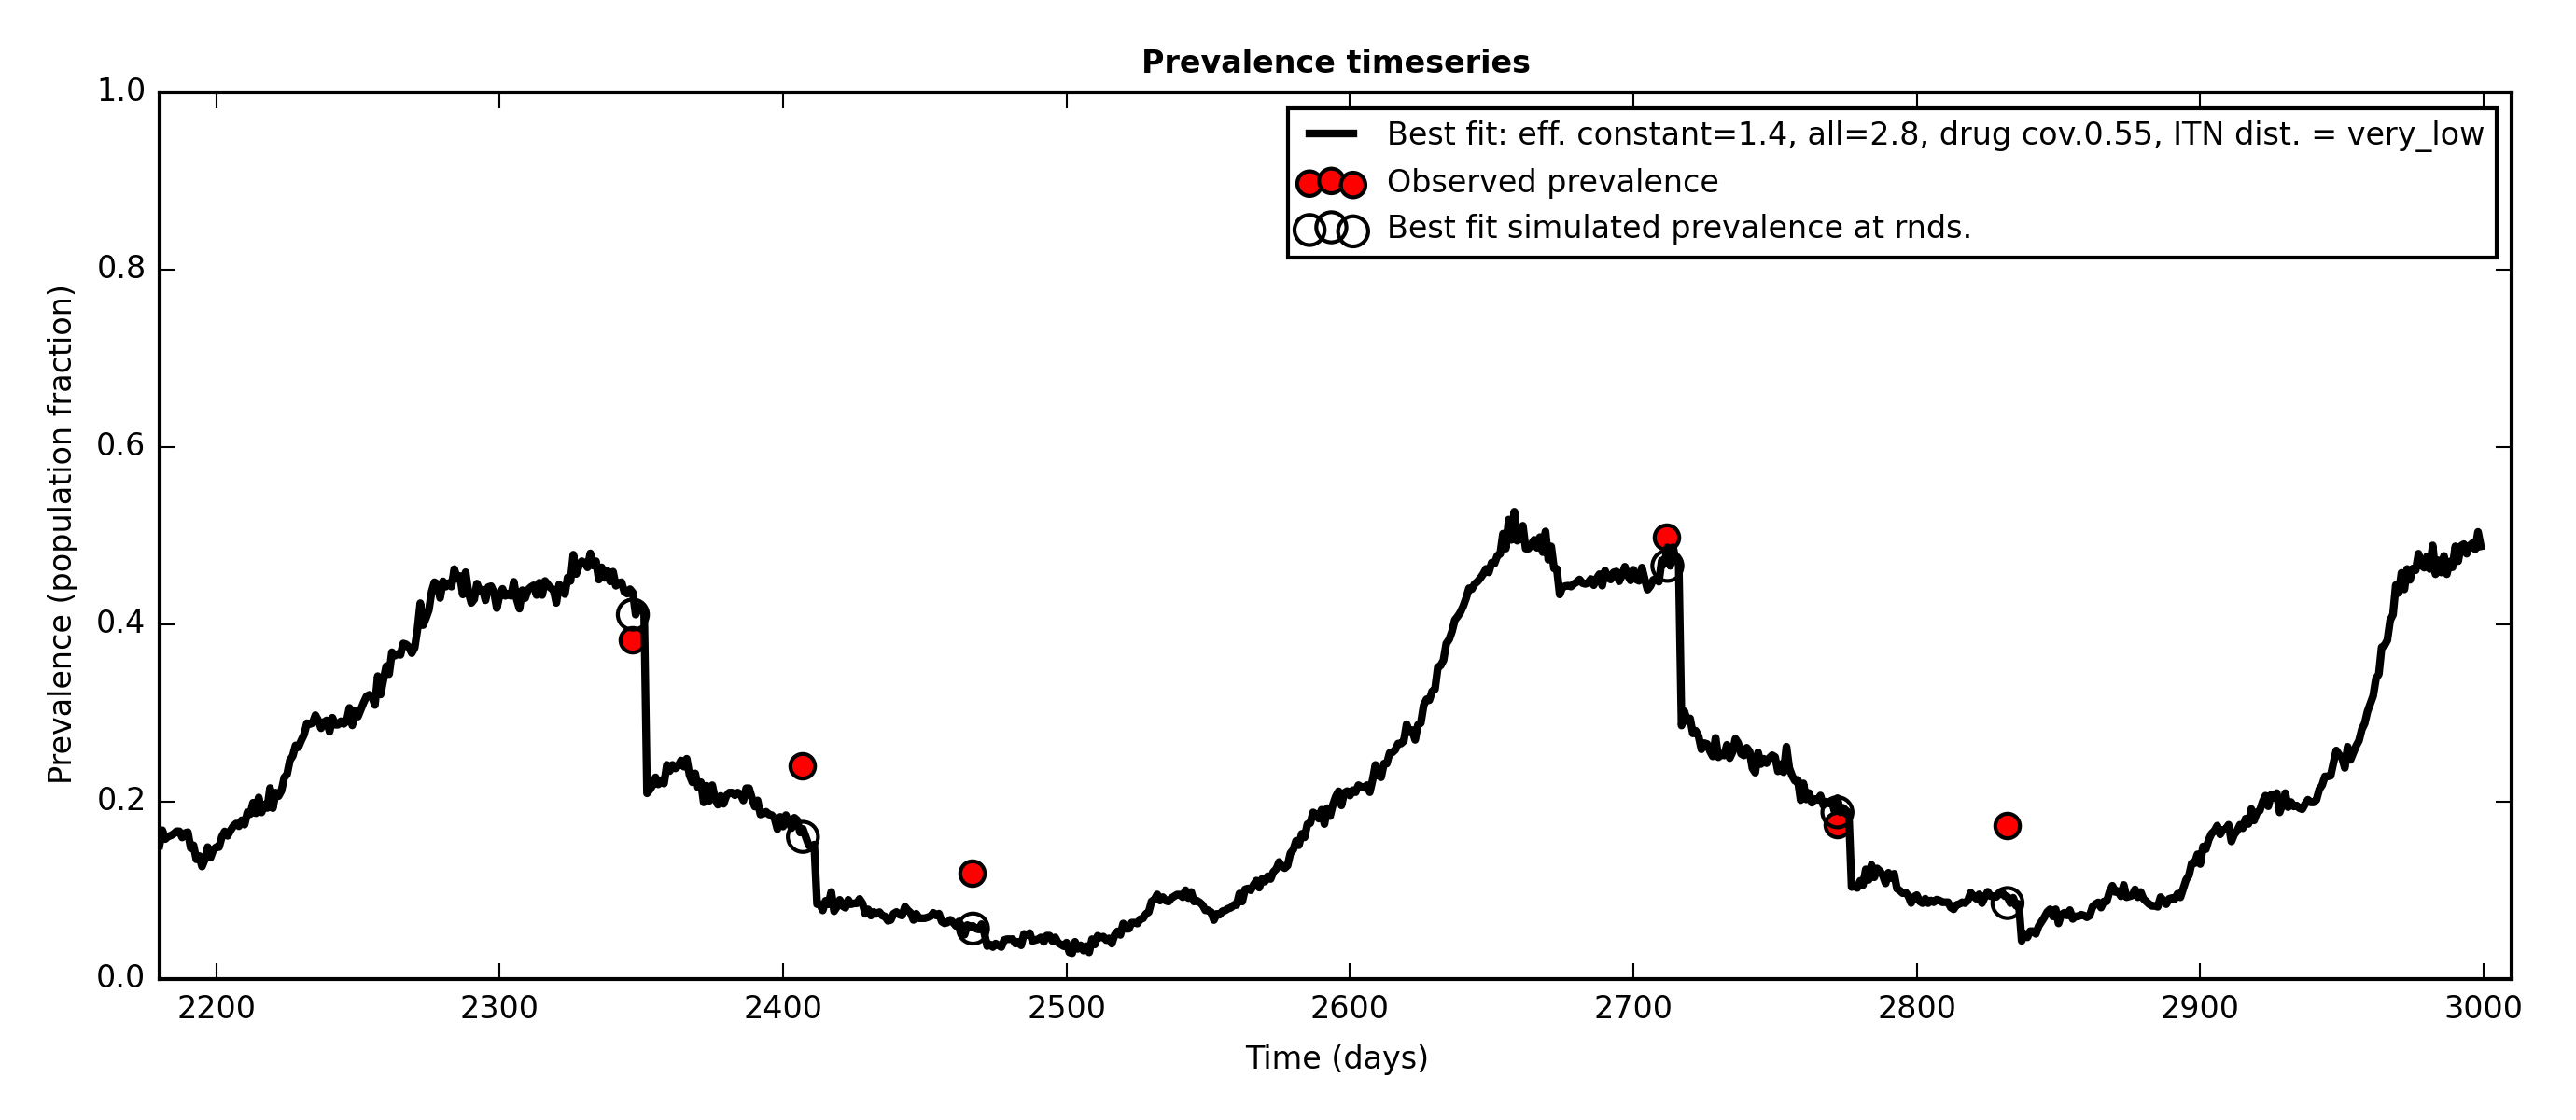 Prevalence timeseries
Best fit: eff. constant=1.4, all=2.8, drug cov.0.55, ITN dist. = very_low
Observed prevalence
Best fit simulated prevalence at rnds.
Prevalence (population fraction)
1.0
0.8
0.6
0.4
0.2
0.0
2200 2300 2400 2500 2600 2700 2800 2900 3000
Time (days)